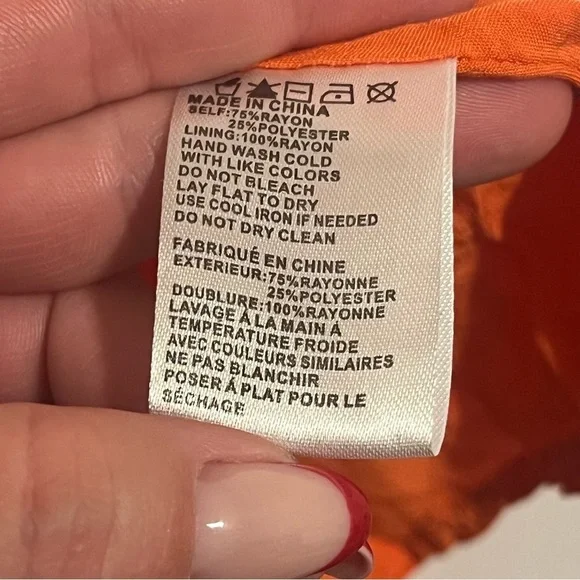 MADE IN CHINA
SELF:75%RAYON
25%POLYESTER
LINING:100%RAYON
HAND WASH COLD
WITH LIKE COLORS
DO NOT BLEACH
LAY FLAT TO DRY
USE COOL IRON IF NEEDED
DO NOT DRY CLEAN
FABRIQUÉ EN CHINE
EXTERIEUR:75%RAYONNE
25%POLYESTER
DOUBLURE:100%RAYONNE
LAVAGE À LA MAIN À
TEMPÉRATURE FROIDE
AVEC COULEURS SIMILAIRES
NE PAS BLANCHIR
POSER À PLAT POUR LE
SÉCHAGE